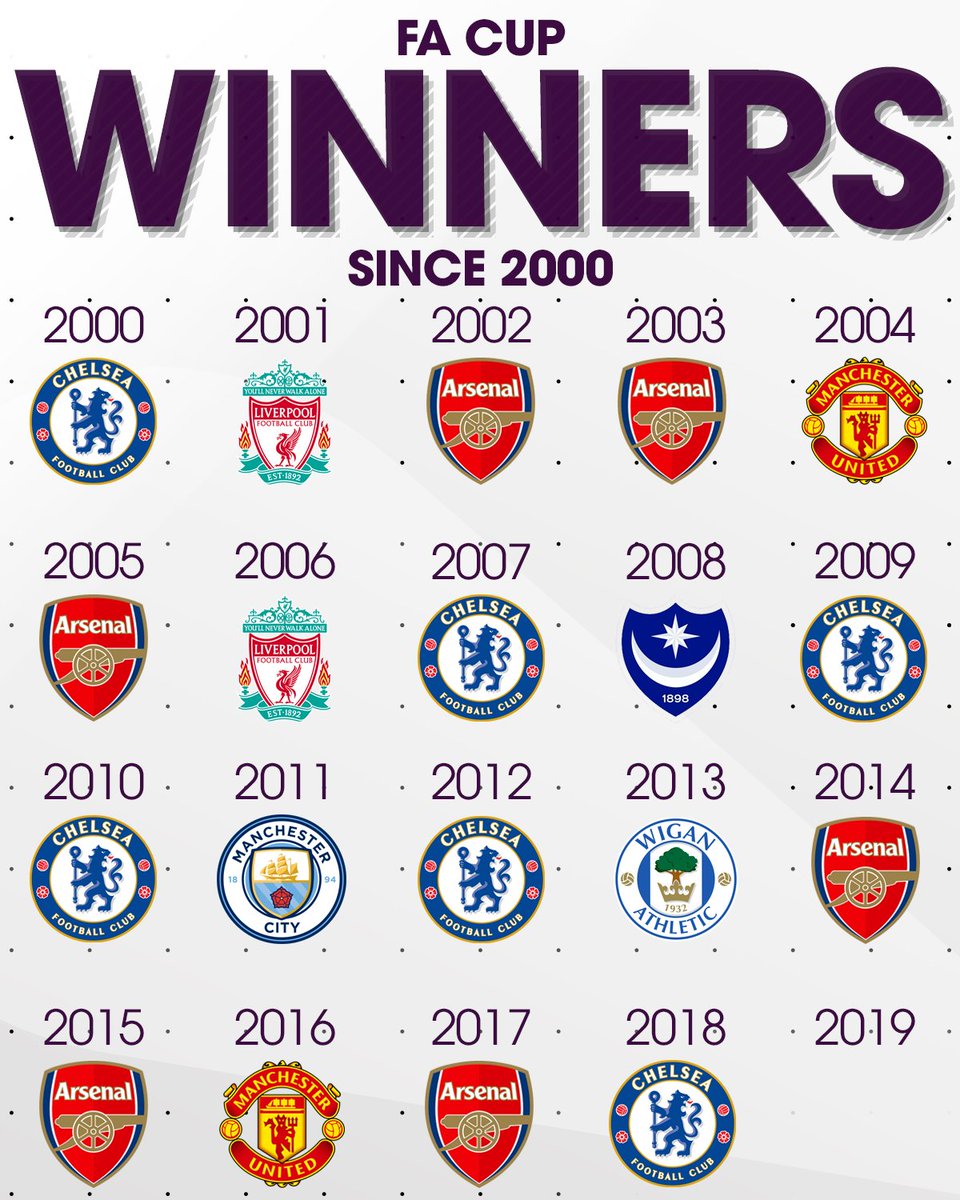 FA CUP
WINNERS
SINCE 2000
2000 2001 2002 2003 2004
CHELSEA
FOOTBALL CLUB
YOU'LL NEVER WALK ALONE
LIVERPOOL
FOOTBALL CLUB
EST·1892
Arsenal
Arsenal
MANCHESTER
UNITED
2005 2006 2007 2008 2009
Arsenal
YOU'LL NEVER WALK ALONE
LIVERPOOL
FOOTBALL CLUB
EST·1892
CHELSEA
FOOTBALL CLUB
1898
CHELSEA
FOOTBALL CLUB
2010 2011 2012 2013 2014
CHELSEA
FOOTBALL CLUB
MANCHESTER
18 94
CITY
CHELSEA
FOOTBALL CLUB
WIGAN
1932
ATHLETIC
Arsenal
2015 2016 2017 2018 2019
Arsenal
MANCHESTER
UNITED
Arsenal
CHELSEA
FOOTBALL CLUB